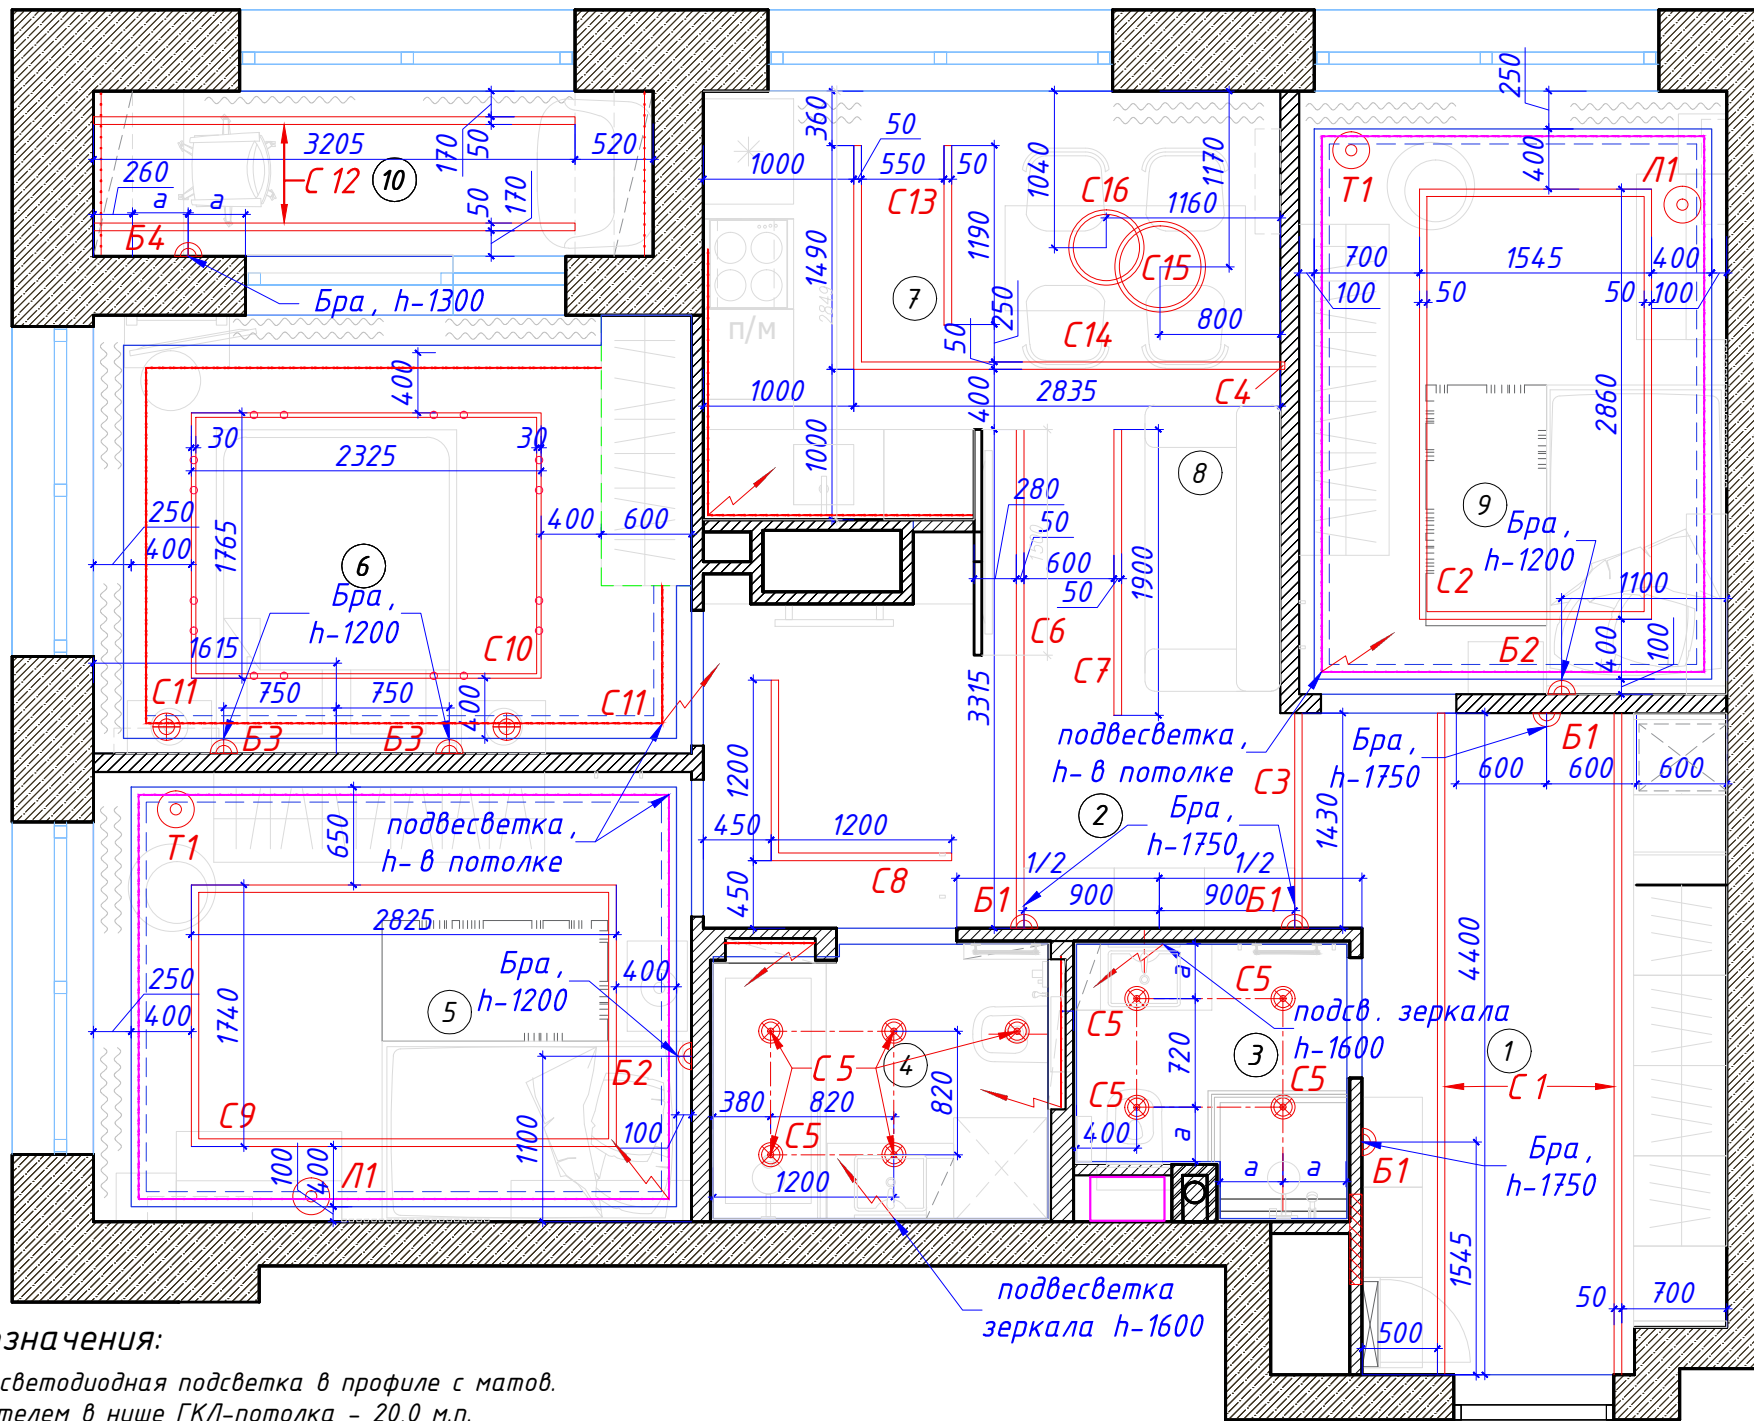 3205
520
170
50
260
а
а
С 12
10
50
170
Б4
Бра, h-1300
360
50
1000
550
50
С13
1490
1190
1040
С16
1170
1160
С15
7
2840
п/м
250
50
800
С14
С4
1000
2835
400
1000
250
400
Т1
Л1
700
1545
400
100
50
50
100
2860
9
Бра,
h-1200
С2
1100
Б2
400
100
400
30
30
2325
250
400
1765
400
600
6
Бра,
h-1200
1615
С10
750
750
400
С11
С11
Б3
Б3
8
280
50
1500
600
50
1900
С6
С7
3315
подвесветка,
h- в потолке
С3
Бра,
h-1750
Б1
600
600
600
1430
2
Бра,
h-1750
1/2
1/2
900
900
Б1
Б1
1200
450
1200
450
С8
Т1
650
подвесветка,
h- в потолке
2825
250
400
1740
5
Бра,
h-1200
400
Б2
С9
1100
100
100
400
Л1
С 5
4
380
820
820
С5
1200
подвесветка
зеркала h-1600
С5
С5
С5
С5
а
720
400
а
а
а
3
подсв. зеркала
h-1600
1
С 1
4400
Б1
Бра,
h-1750
1545
500
50
700
означения:
светодиодная подсветка в профиле с матов.
телем в нише ГКЛ-потолка - 20.0 м.п.